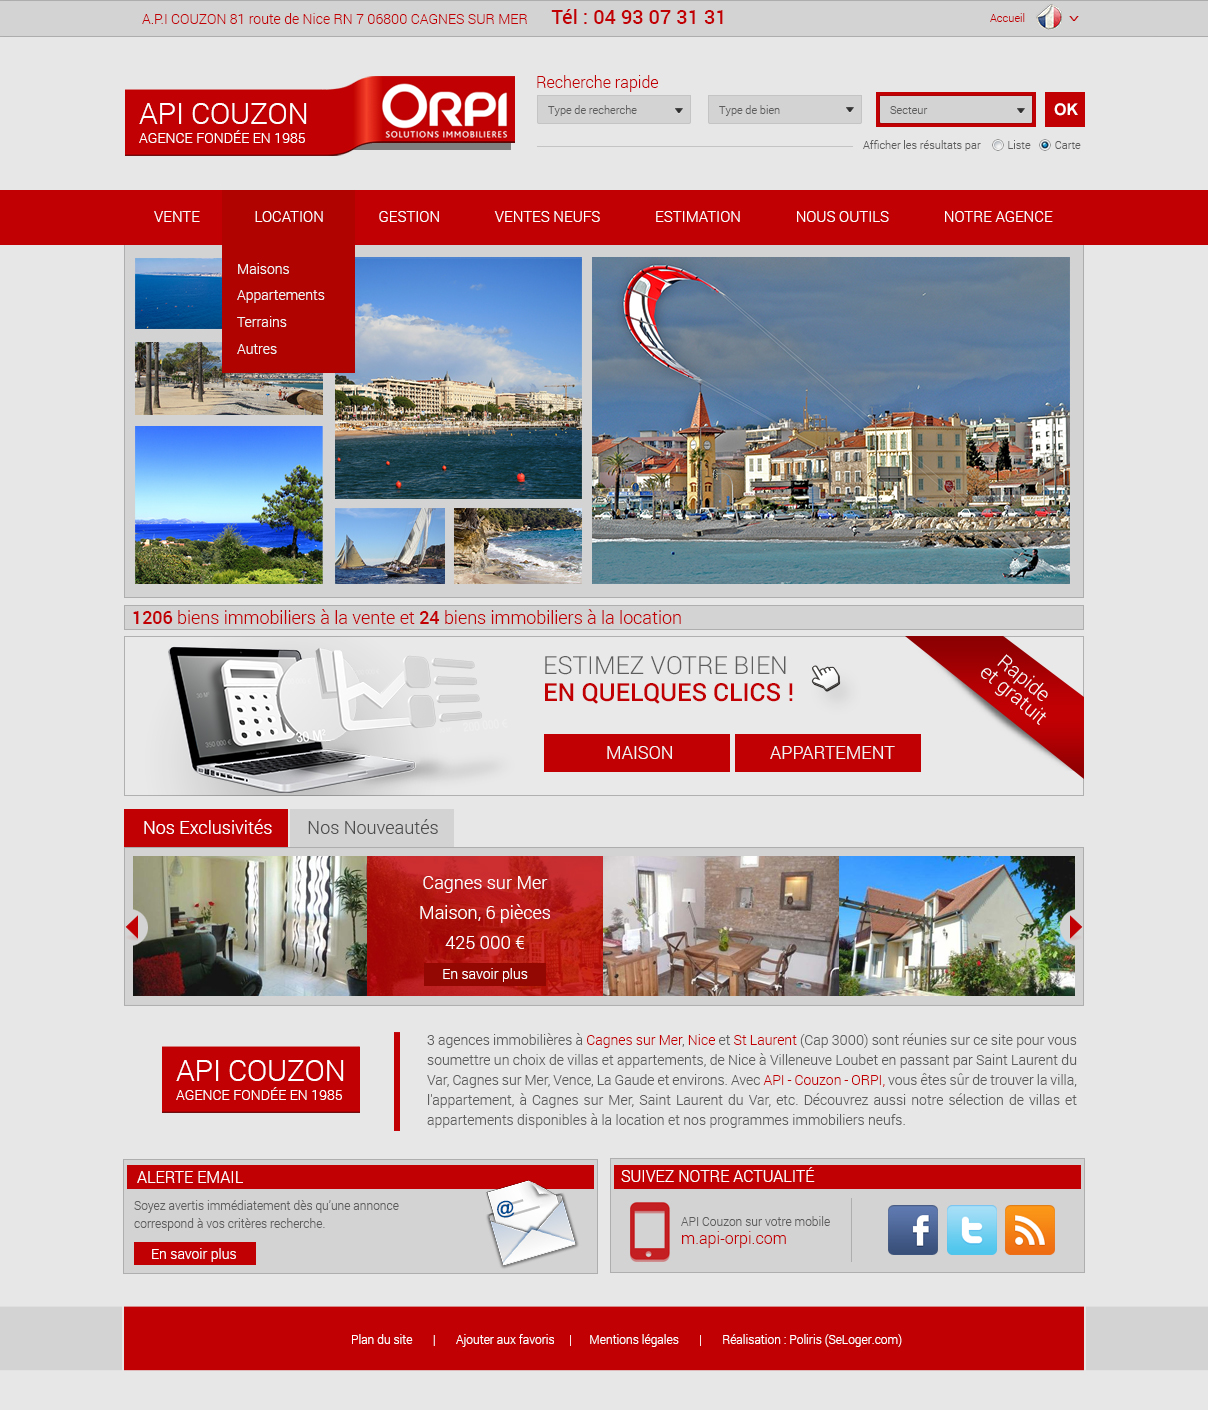 A.P.I COUZON 81 route de Nice RN 7 06800 CAGNES SUR MER
Tél : 04 93 07 31 31
Accueil
API COUZON
AGENCE FONDÉE EN 1985
ORPI
SOLUTIONS IMMOBILIERES
Recherche rapide
Type de recherche
Type de bien
Secteur
OK
Afficher les résultats par
Liste
Carte
VENTE
LOCATION
GESTION
VENTES NEUFS
ESTIMATION
NOUS OUTILS
NOTRE AGENCE
Maisons
Appartements
Terrains
Autres
1206 biens immobiliers à la vente et 24 biens immobiliers à la location
30 M²
ESTIMEZ VOTRE BIEN
EN QUELQUES CLICS !
MAISON
APPARTEMENT
Rapide
et gratuit
Nos Exclusivités
Nos Nouveautés
Cagnes sur Mer
Maison, 6 pièces
425 000 €
En savoir plus
API COUZON
AGENCE FONDÉE EN 1985
3 agences immobilières à Cagnes sur Mer, Nice et St Laurent (Cap 3000) sont réunies sur ce site pour vous
soumettre un choix de villas et appartements, de Nice à Villeneuve Loubet en passant par Saint Laurent du
Var, Cagnes sur Mer, Vence, La Gaude et environs. Avec API - Couzon - ORPI, vous êtes sûr de trouver la villa,
l'appartement, à Cagnes sur Mer, Saint Laurent du Var, etc. Découvrez aussi notre sélection de villas et
appartements disponibles à la location et nos programmes immobiliers neufs.
ALERTE EMAIL
Soyez avertis immédiatement dès qu'une annonce
correspond à vos critères recherche.
En savoir plus
@
SUIVEZ NOTRE ACTUALITÉ
API Couzon sur votre mobile
m.api-orpi.com
f
t
Plan du site | Ajouter aux favoris | Mentions légales | Réalisation : Poliris (SeLoger.com)